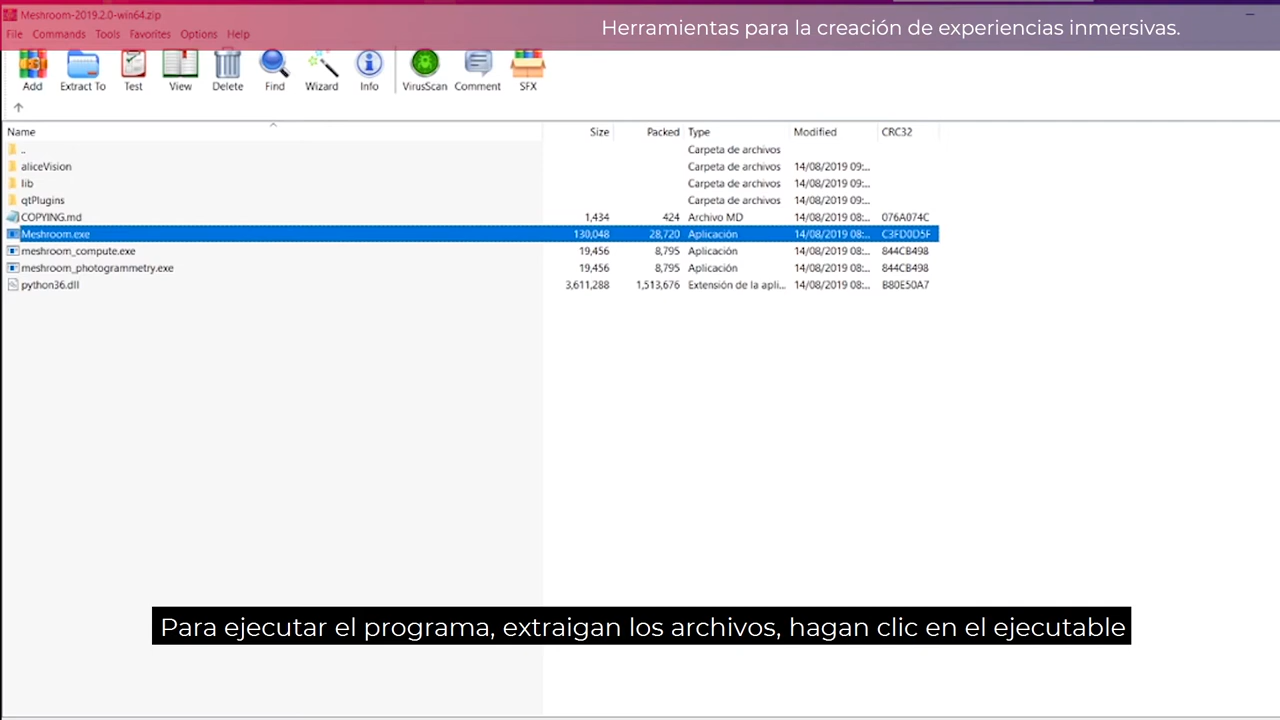 Meshroom-2019.2.0-win64.zip
Herramientas para la creación de experiencias inmersivas.
File Commands Tools Favorites Options Help
Add Extract To Test View Delete Find Wizard Info VirusScan Comment SFX
Name Size Packed Type Modified CRC32
.. Carpeta de archivos
aliceVision Carpeta de archivos 14/08/2019 09:...
lib Carpeta de archivos 14/08/2019 09:...
qtPlugins Carpeta de archivos 14/08/2019 09:...
COPYING.md 1,434 424 Archivo MD 14/08/2019 08:... 076A074C
Meshroom.exe 130,048 28,720 Aplicación 14/08/2019 08:... C3FD0D5F
meshroom_compute.exe 19,456 8,795 Aplicación 14/08/2019 08:... 844CB498
meshroom_photogrammetry.exe 19,456 8,795 Aplicación 14/08/2019 08:... 844CB498
python36.dll 3,611,288 1,513,676 Extensión de la apli... 14/08/2019 08:... B80E50A7
Para ejecutar el programa, extraigan los archivos, hagan clic en el ejecutable